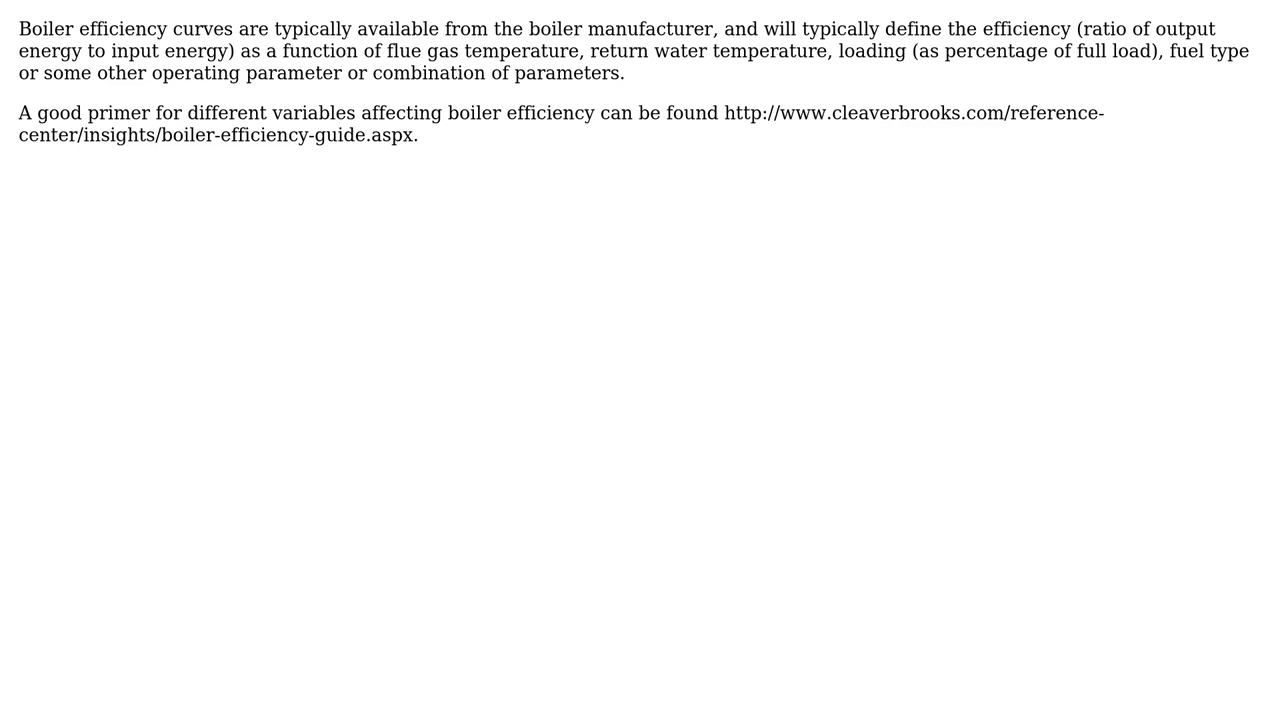 Boiler efficiency curves are typically available from the boiler manufacturer, and will typically define the efficiency (ratio of output
energy to input energy) as a function of flue gas temperature, return water temperature, loading (as percentage of full load), fuel type
or some other operating parameter or combination of parameters.
A good primer for different variables affecting boiler efficiency can be found http://www.cleaverbrooks.com/reference-
center/insights/boiler-efficiency-guide.aspx.